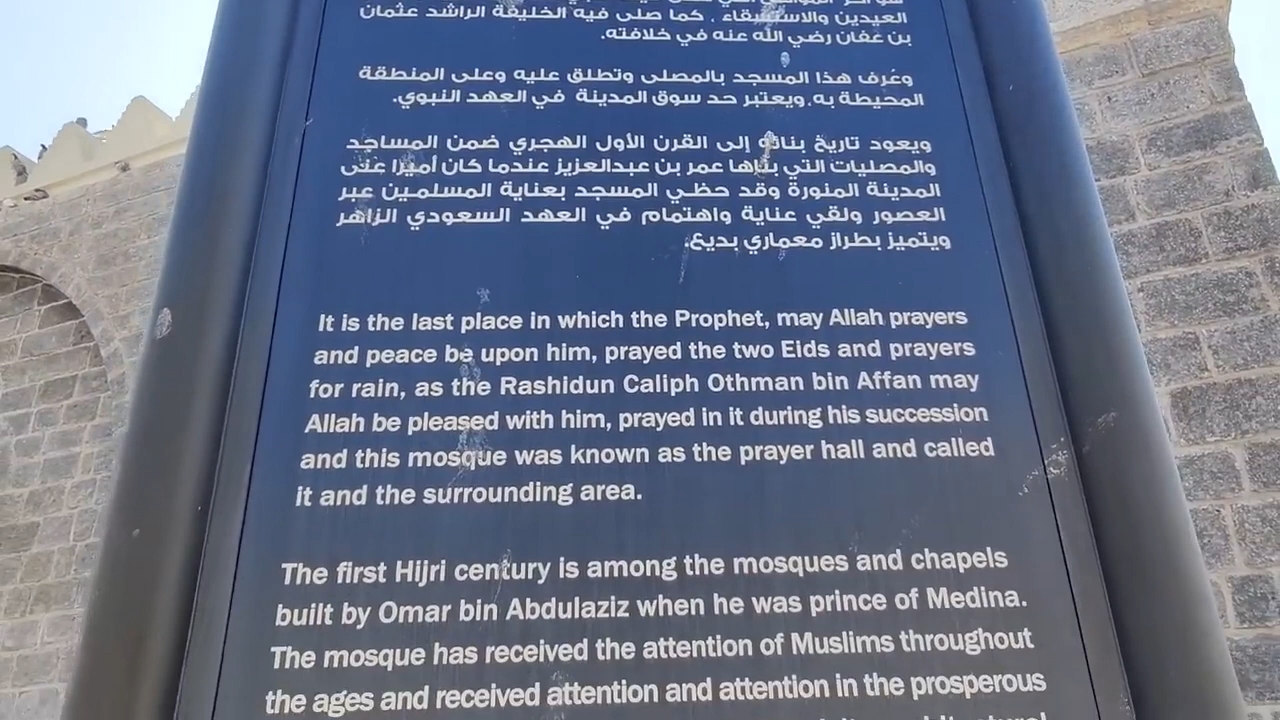 العيدين والاستسقاء ، كما صلى فيه الخليفة الراشد عثمان
بن عفان رضي الله عنه في خلافته.
وعُرف هذا المسجد بالمصلى وتطلق عليه وعلى المنطقة
المحيطة به،ويعتبر حد سوق المدينة في العهد النبوي.
ويعود تاريخ بنائه إلى القرن الأول الهجري ضمن المساجد
والمصليات التي بناها عمر بن عبدالعزيز عندما كان أميرا على
المدينة المنورة وقد حظي المسجد بعناية المسلمين عبر
العصور ولقي عناية واهتمام في العهد السعودي الزاهر
ويتميز بطراز معماري بديع.
It is the last place in which the Prophet, may Allah prayers
and peace be upon him, prayed the two Eids and prayers
for rain, as the Rashidun Caliph Othman bin Affan may
Allah be pleased with him, prayed in it during his succession
and this mosque was known as the prayer hall and called
it and the surrounding area.
The first Hijri century is among the mosques and chapels
built by Omar bin Abdulaziz when he was prince of Medina.
The mosque has received the attention of Muslims throughout
the ages and received attention and attention in the prosperous